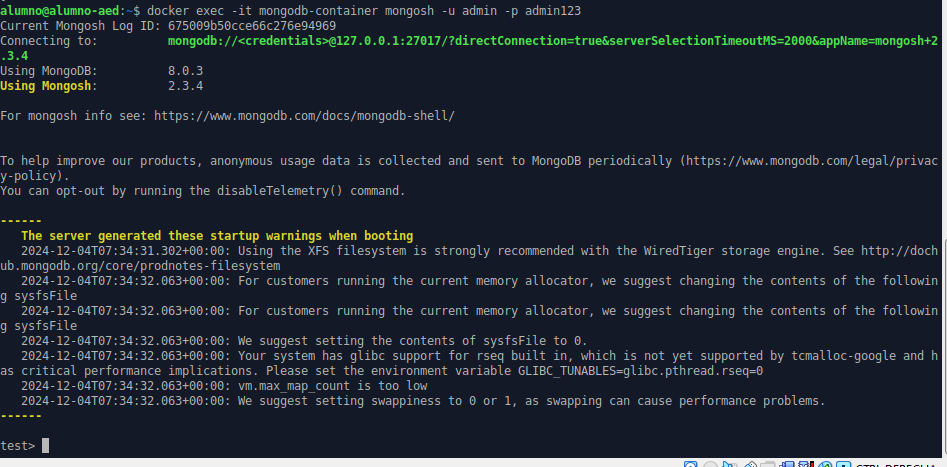 alumno@alumno-aed:~$ docker exec -it mongodb-container mongosh -u admin -p admin123
Current Mongosh Log ID: 675009b50cce66c276e94969
Connecting to:          mongodb://<credentials>@127.0.0.1:27017/?directConnection=true&serverSelectionTimeoutMS=2000&appName=mongosh+2
.3.4
Using MongoDB:          8.0.3
Using Mongosh:          2.3.4
For mongosh info see: https://www.mongodb.com/docs/mongodb-shell/
To help improve our products, anonymous usage data is collected and sent to MongoDB periodically (https://www.mongodb.com/legal/privac
y-policy).
You can opt-out by running the disableTelemetry() command.
------
   The server generated these startup warnings when booting
   2024-12-04T07:34:31.302+00:00: Using the XFS filesystem is strongly recommended with the WiredTiger storage engine. See http://doch
ub.mongodb.org/core/prodnotes-filesystem
   2024-12-04T07:34:32.063+00:00: For customers running the current memory allocator, we suggest changing the contents of the followin
g sysfsFile
   2024-12-04T07:34:32.063+00:00: For customers running the current memory allocator, we suggest changing the contents of the followin
g sysfsFile
   2024-12-04T07:34:32.063+00:00: We suggest setting the contents of sysfsFile to 0.
   2024-12-04T07:34:32.063+00:00: Your system has glibc support for rseq built in, which is not yet supported by tcmalloc-google and h
as critical performance implications. Please set the environment variable GLIBC_TUNABLES=glibc.pthread.rseq=0
   2024-12-04T07:34:32.063+00:00: vm.max_map_count is too low
   2024-12-04T07:34:32.063+00:00: We suggest setting swappiness to 0 or 1, as swapping can cause performance problems.
------
test>
CTRL DERECHA